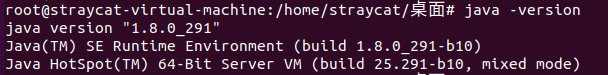 root@straycat-virtual-machine:/home/straycat/桌面# java -version
java version "1.8.0_291"
Java(TM) SE Runtime Environment (build 1.8.0_291-b10)
Java HotSpot(TM) 64-Bit Server VM (build 25.291-b10, mixed mode)